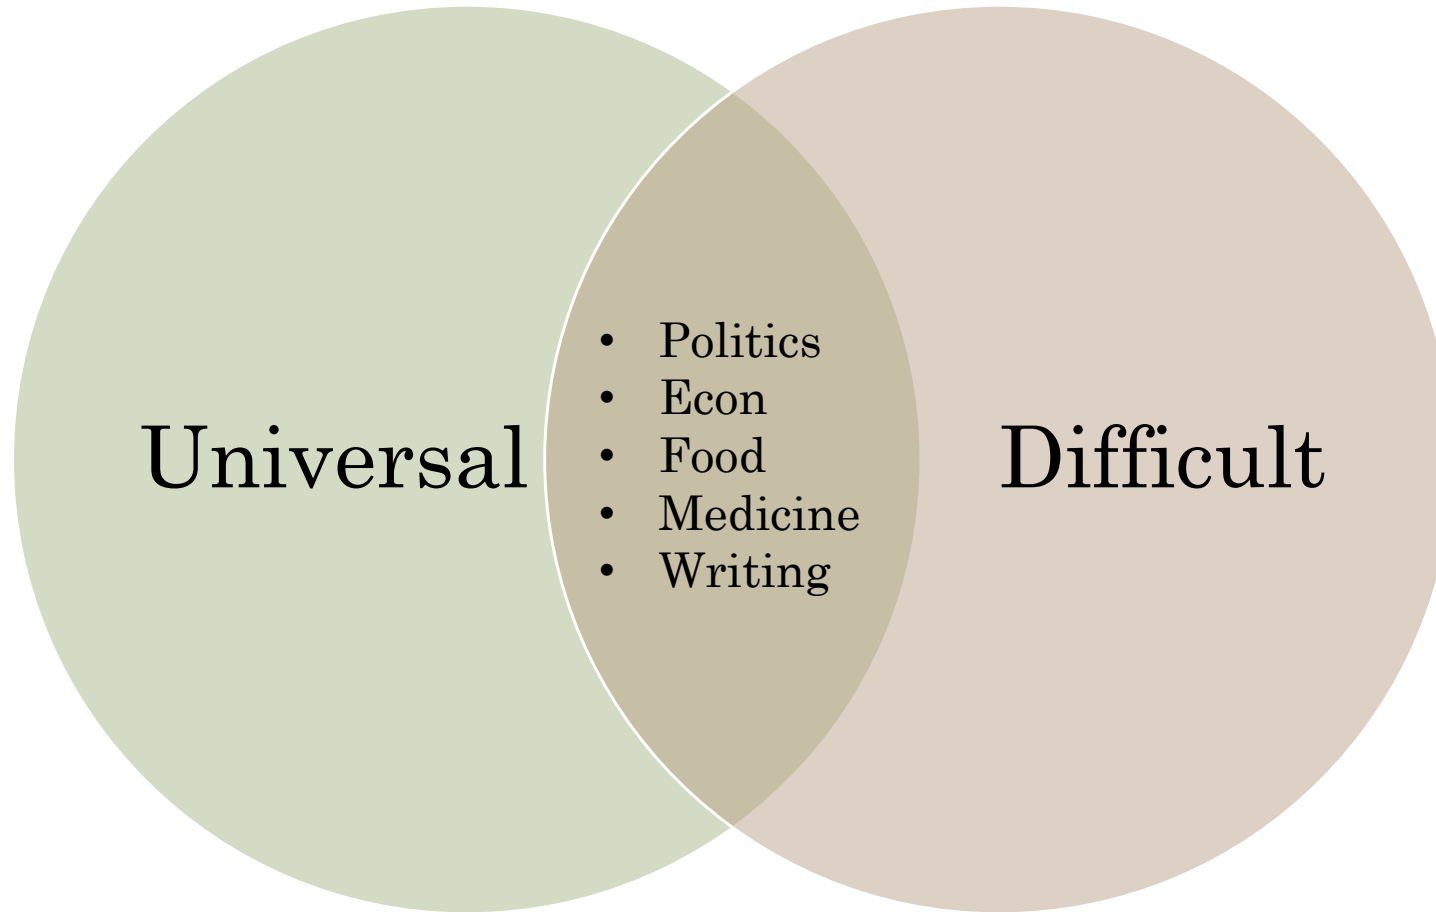 Universal
• Politics
• Econ
• Food
• Medicine
• Writing
Difficult